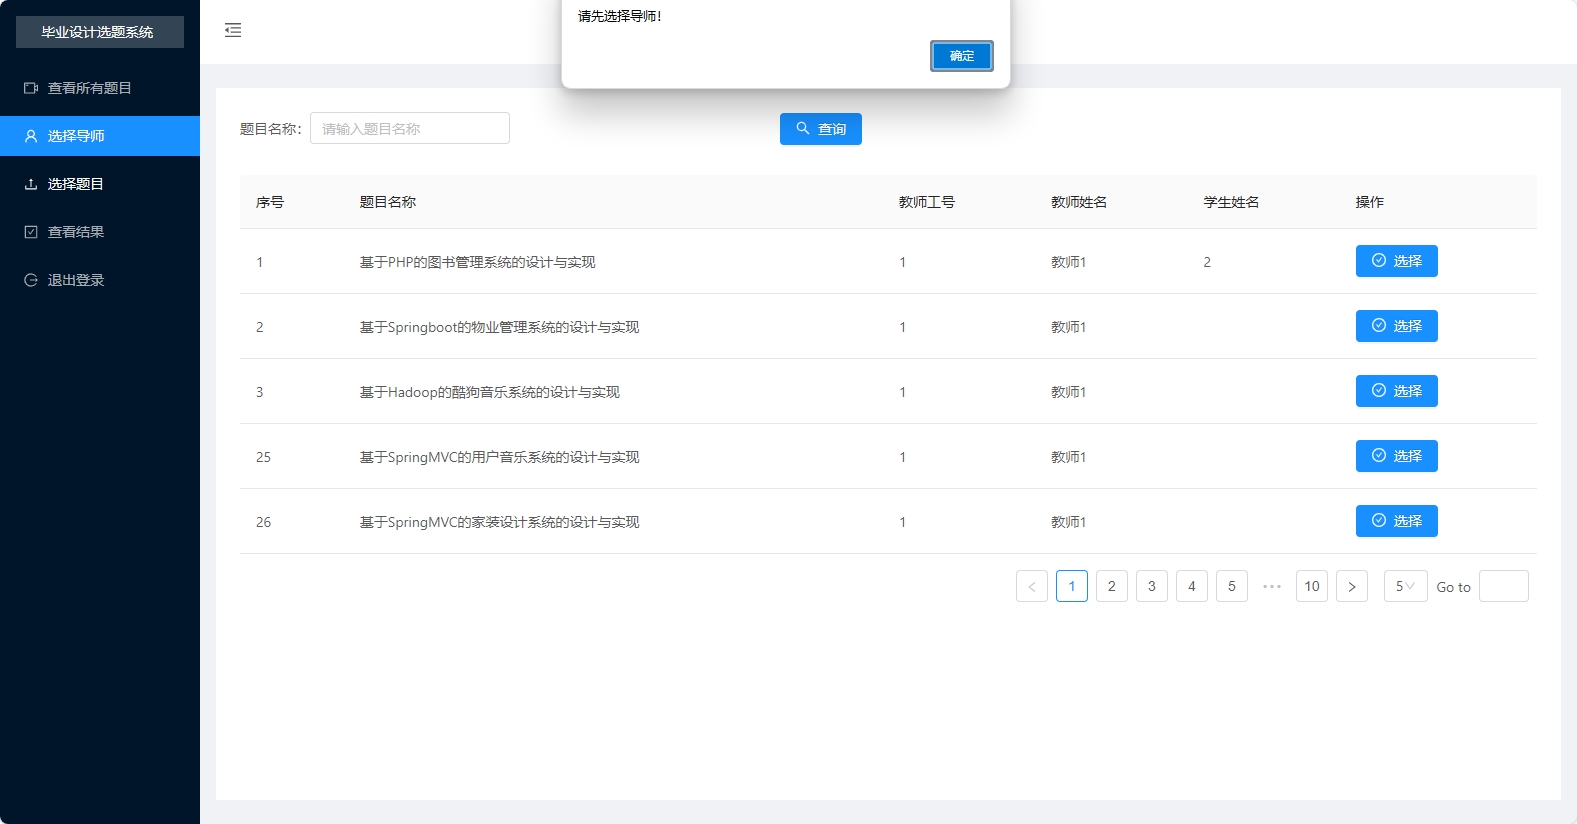 毕业设计选题系统
查看所有题目
选择导师
选择题目
查看结果
退出登录
请先选择导师!
确定
题目名称: 请输入题目名称 查询
序号 题目名称 教师工号 教师姓名 学生姓名 操作
1 基于PHP的图书管理系统的设计与实现 1 教师1 2 选择
2 基于Springboot的物业管理系统的设计与实现 1 教师1 选择
3 基于Hadoop的酷狗音乐系统的设计与实现 1 教师1 选择
25 基于SpringMVC的用户音乐系统的设计与实现 1 教师1 选择
26 基于SpringMVC的家装设计系统的设计与实现 1 教师1 选择
< 1 2 3 4 5 ••• 10 > 5 Go to